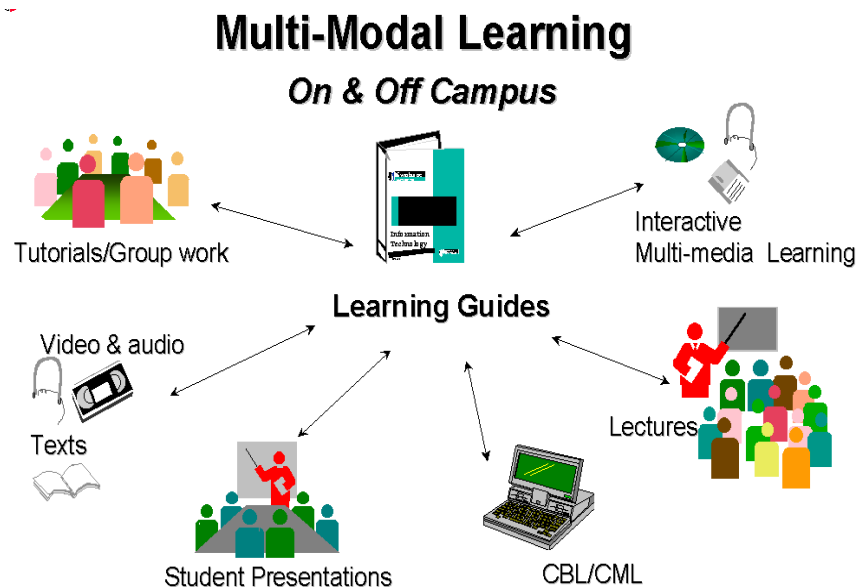 Multi-Modal Learning
On & Off Campus
Information
Technology
Tutorials/Group work
Interactive
Multi-media Learning
Learning Guides
Video & audio
Texts
Lectures
Student Presentations
CBL/CML